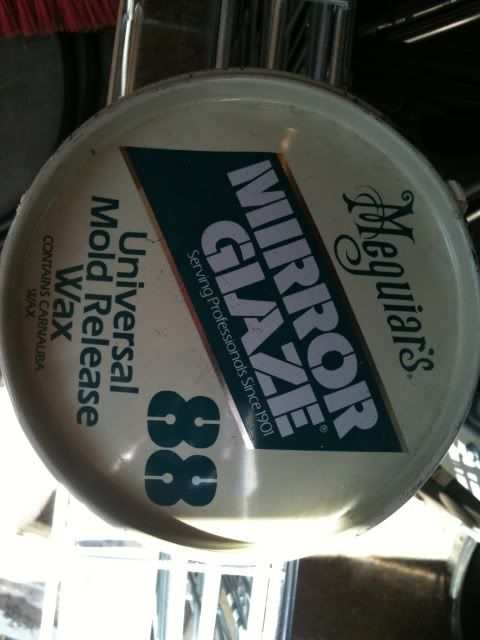 Meguiar's®
MIRROR
GLAZE®
Serving Professionals Since 1901
Universal
Mold Release
Wax
CONTAINS CARNAUBA
WAX
88